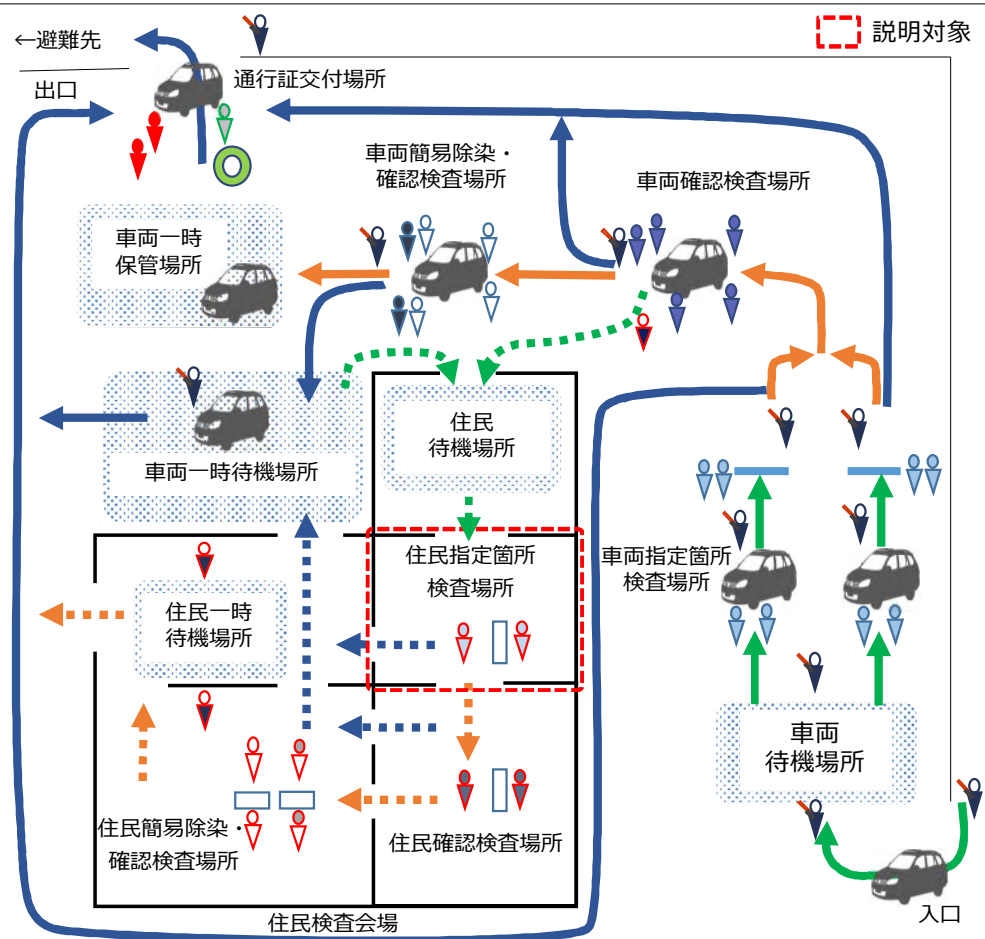 説明対象
←避難先
出口
通行証交付場所
車両簡易除染・
確認検査場所
車両確認検査場所
車両一時
保管場所
住民
待機場所
車両一時待機場所
住民指定箇所
検査場所
車両指定箇所
検査場所
住民一時
待機場所
車両
待機場所
住民簡易除染・
確認検査場所
住民確認検査場所
住民検査会場
入口